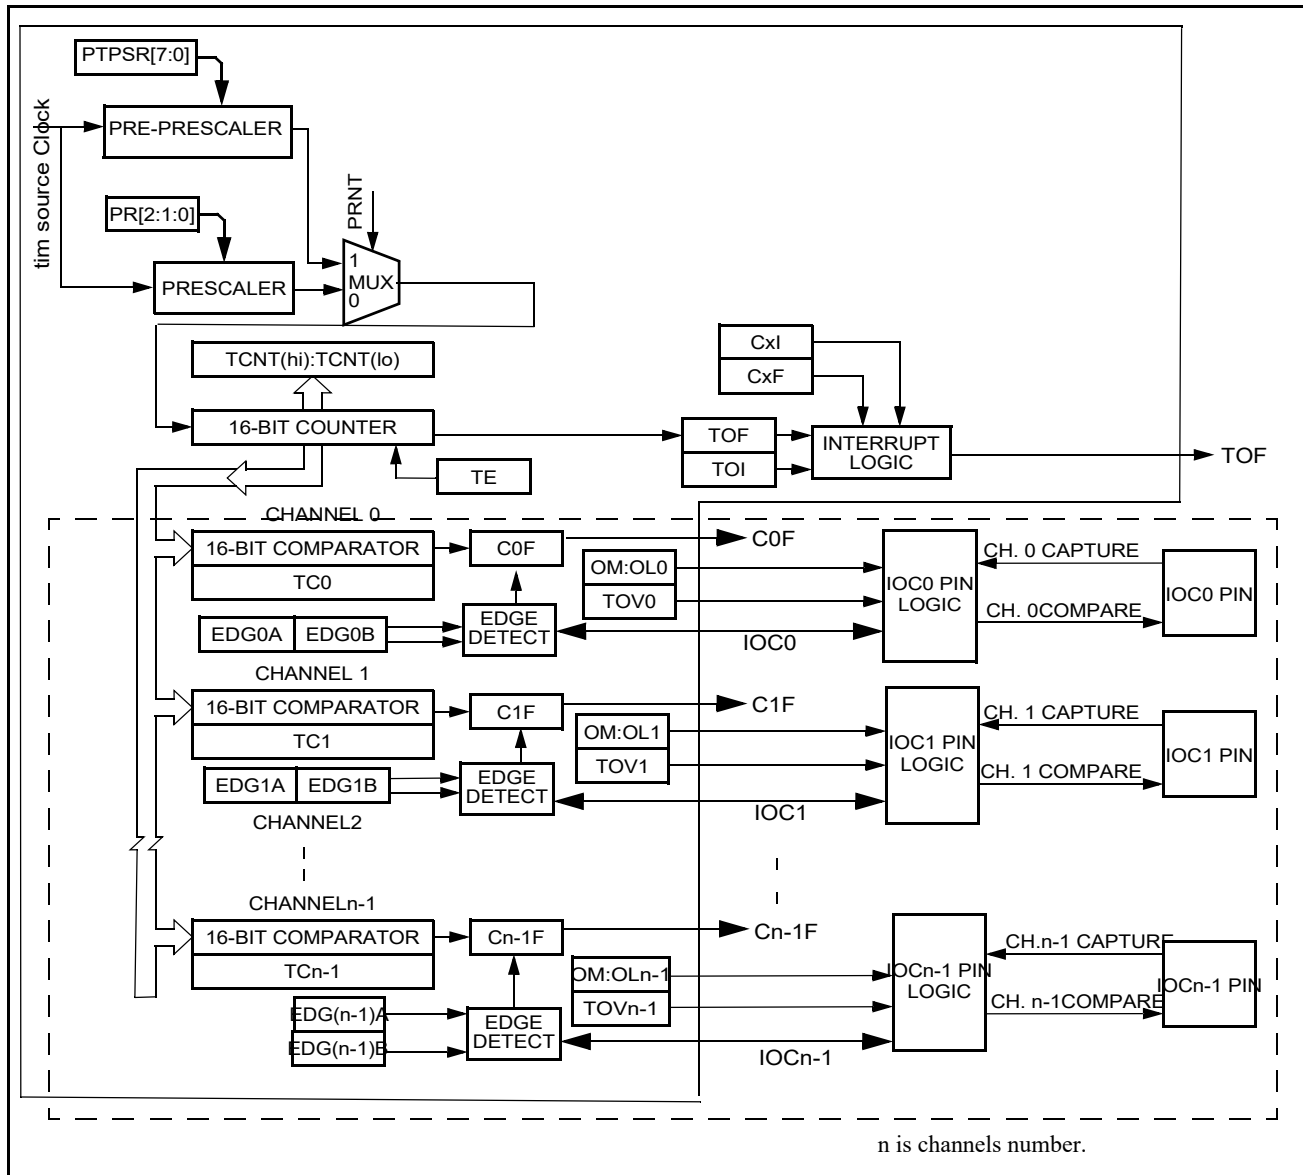 PTPSR[7:0]
tim source Clock
PRE-PRESCALER
PR[2:1:0]
PRNT
PRESCALER
1
MUX
0
TCNT(hi):TCNT(lo)
CxI
CxF
16-BIT COUNTER
TOF
TOI
INTERRUPT
LOGIC
TOF
TE
CHANNEL 0
16-BIT COMPARATOR
TC0
C0F
C0F
OM:OL0
TOV0
IOC0 PIN
LOGIC
CH. 0 CAPTURE
CH. 0COMPARE
IOC0 PIN
EDG0A
EDG0B
EDGE
DETECT
IOC0
CHANNEL 1
16-BIT COMPARATOR
TC1
C1F
C1F
OM:OL1
TOV1
IOC1 PIN
LOGIC
CH. 1 CAPTURE
CH. 1 COMPARE
IOC1 PIN
EDG1A
EDG1B
EDGE
DETECT
IOC1
CHANNEL2
CHANNELn-1
16-BIT COMPARATOR
TCn-1
Cn-1F
Cn-1F
OM:OLn-1
TOVn-1
IOCn-1 PIN
LOGIC
CH.n-1 CAPTURE
CH. n-1COMPARE
IOCn-1 PIN
EDG(n-1)A
EDG(n-1)B
EDGE
DETECT
IOCn-1
n is channels number.